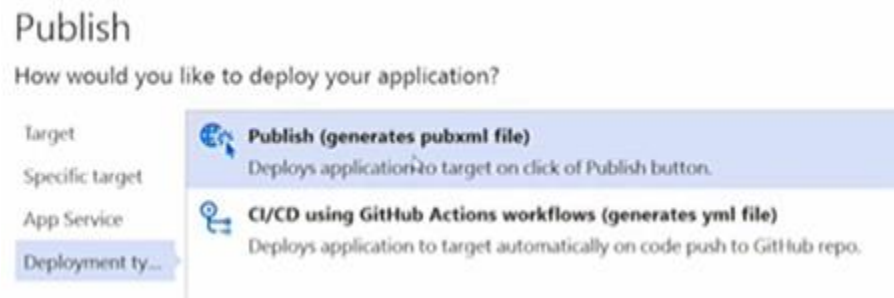 Publish
How would you like to deploy your application?
Target
Specific target
App Service
Deployment ty...
Publish (generates pubxml file)
Deploys application to target on click of Publish button.
CI/CD using GitHub Actions workflows (generates yml file)
Deploys application to target automatically on code push to GitHub repo.